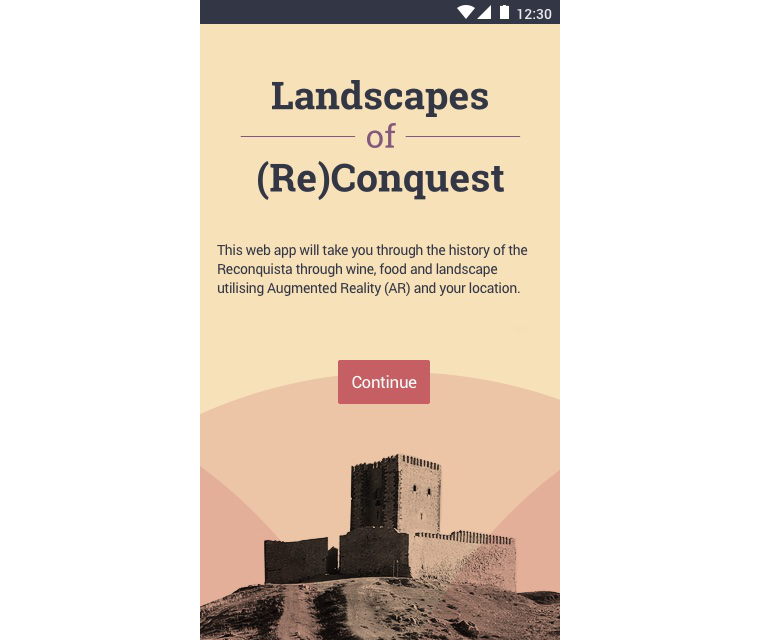 12:30
Landscapes
of
(Re)Conquest
This web app will take you through the history of the
Reconquista through wine, food and landscape
utilising Augmented Reality (AR) and your location.
Continue